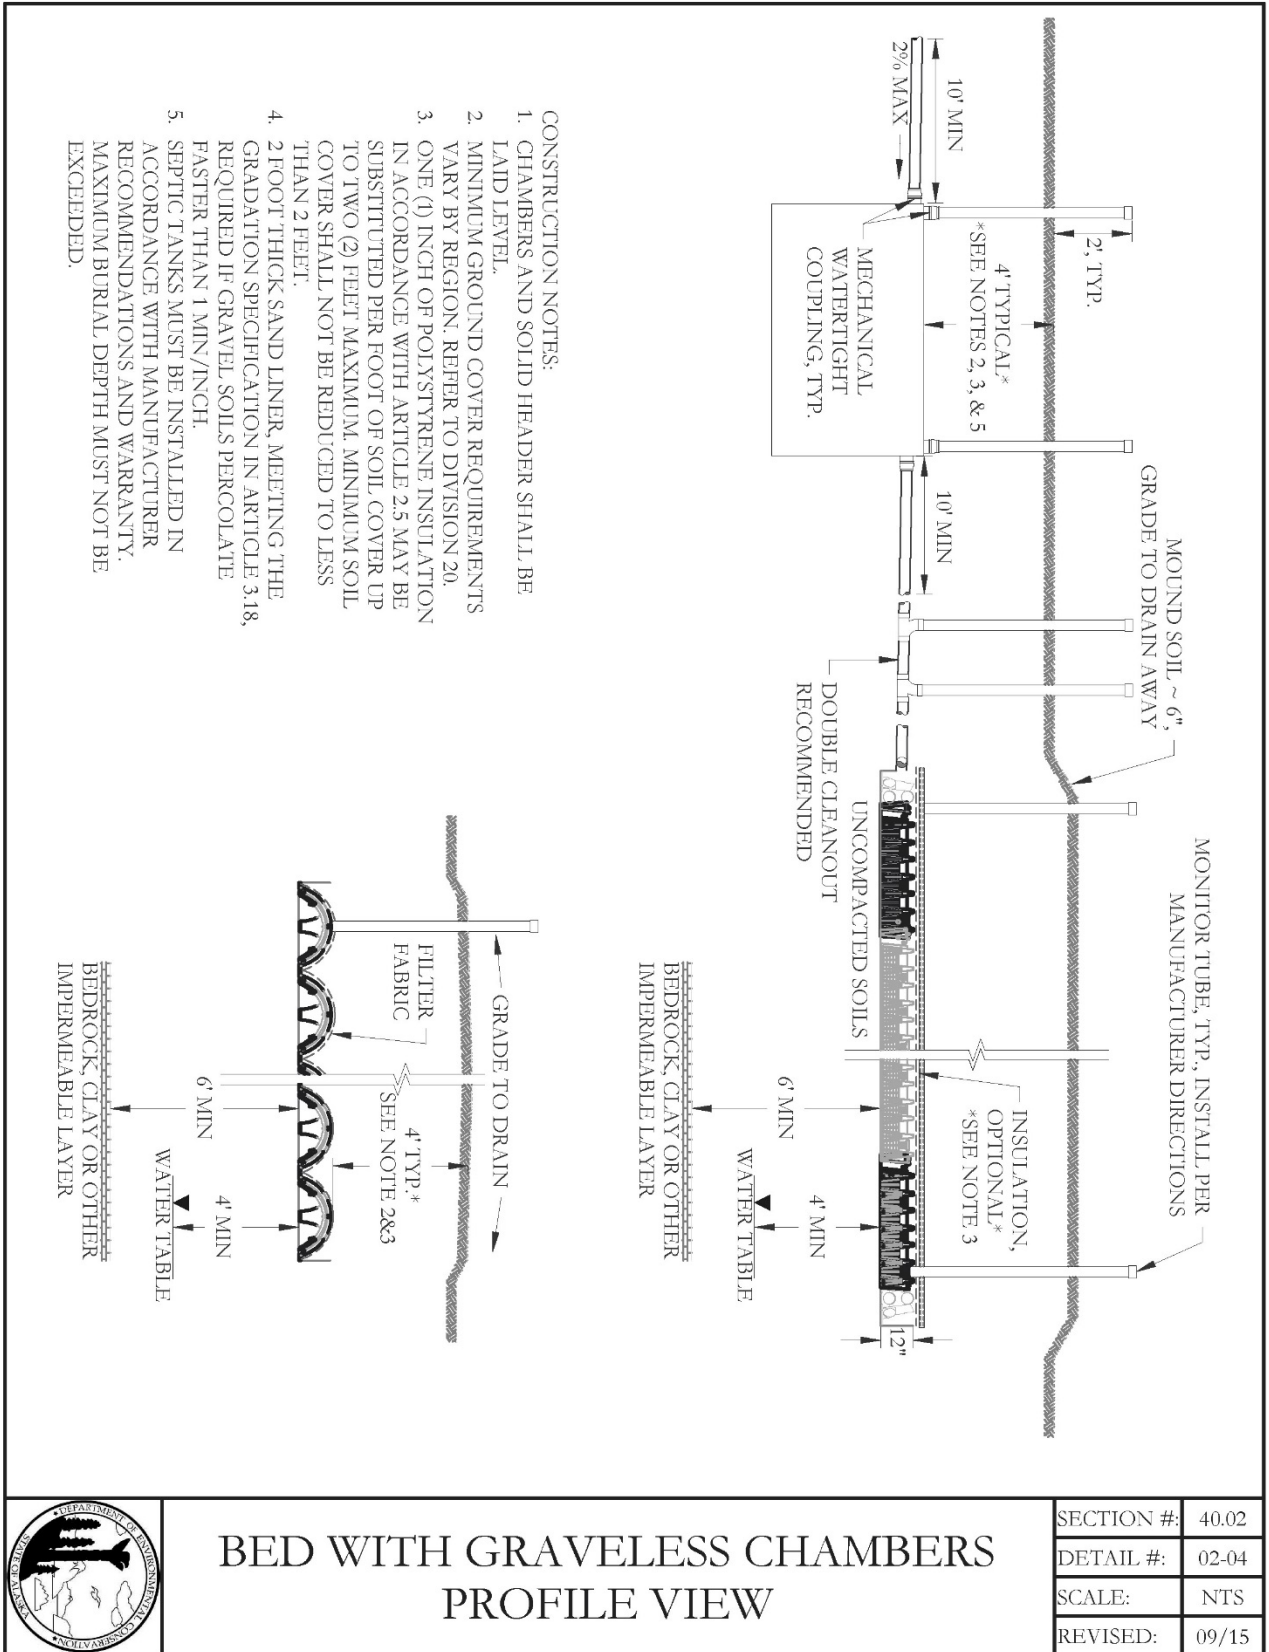 10' MIN
2% MAX
2', TYP.
4' TYPICAL*
*SEE NOTES 2, 3, & 5
MECHANICAL
WATERTIGHT
COUPLING, TYP.
10' MIN
MOUND SOIL ~ 6",
GRADE TO DRAIN AWAY
DOUBLE CLEANOUT
RECOMMENDED
MONITOR TUBE, TYP., INSTALL PER
MANUFACTURER DIRECTIONS
UNCOMPACTED SOILS
INSULATION,
OPTIONAL*
*SEE NOTE 3
12"
6' MIN
4' MIN
WATER TABLE
BEDROCK, CLAY OR OTHER
IMPERMEABLE LAYER
GRADE TO DRAIN
FILTER
FABRIC
4' TYP.*
SEE NOTE 2&3
6' MIN
4' MIN
WATER TABLE
BEDROCK, CLAY OR OTHER
IMPERMEABLE LAYER
CONSTRUCTION NOTES:
1. CHAMBERS AND SOLID HEADER SHALL BE
LAID LEVEL.
2. MINIMUM GROUND COVER REQUIREMENTS
VARY BY REGION. REFER TO DIVISION 20.
3. ONE (1) INCH OF POLYSTYRENE INSULATION
IN ACCORDANCE WITH ARTICLE 2.5 MAY BE
SUBSTITUTED PER FOOT OF SOIL COVER UP
TO TWO (2) FEET MAXIMUM. MINIMUM SOIL
COVER SHALL NOT BE REDUCED TO LESS
THAN 2 FEET.
4. 2 FOOT THICK SAND LINER, MEETING THE
GRADATION SPECIFICATION IN ARTICLE 3.18,
REQUIRED IF GRAVEL SOILS PERCOLATE
FASTER THAN 1 MIN/INCH.
5. SEPTIC TANKS MUST BE INSTALLED IN
ACCORDANCE WITH MANUFACTURER
RECOMMENDATIONS AND WARRANTY.
MAXIMUM BURIAL DEPTH MUST NOT BE
EXCEEDED.
DEPARTMENT OF ENVIRONMENTAL CONSERVATION
STATE OF ALASKA
BED WITH GRAVELESS CHAMBERS
PROFILE VIEW
SECTION #: 40.02
DETAIL #: 02-04
SCALE: NTS
REVISED: 09/15